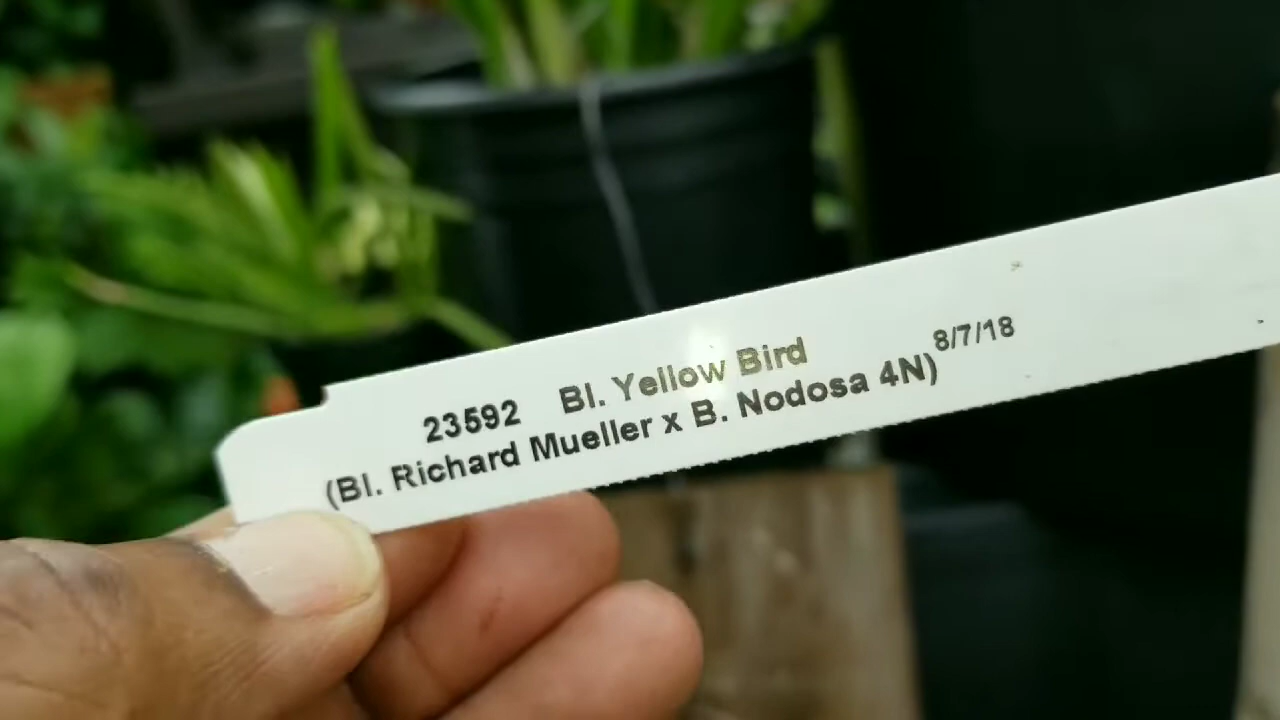 23592 Bl. Yellow Bird
(Bl. Richard Mueller x B. Nodosa 4N) 8/7/18